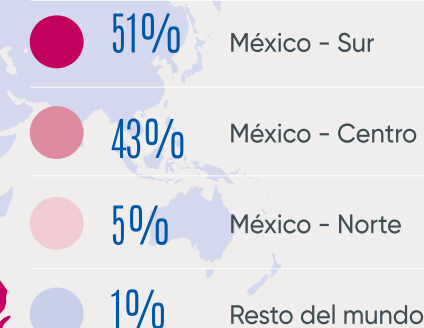 51% México - Sur
43% México - Centro
5% México - Norte
1% Resto del mundo